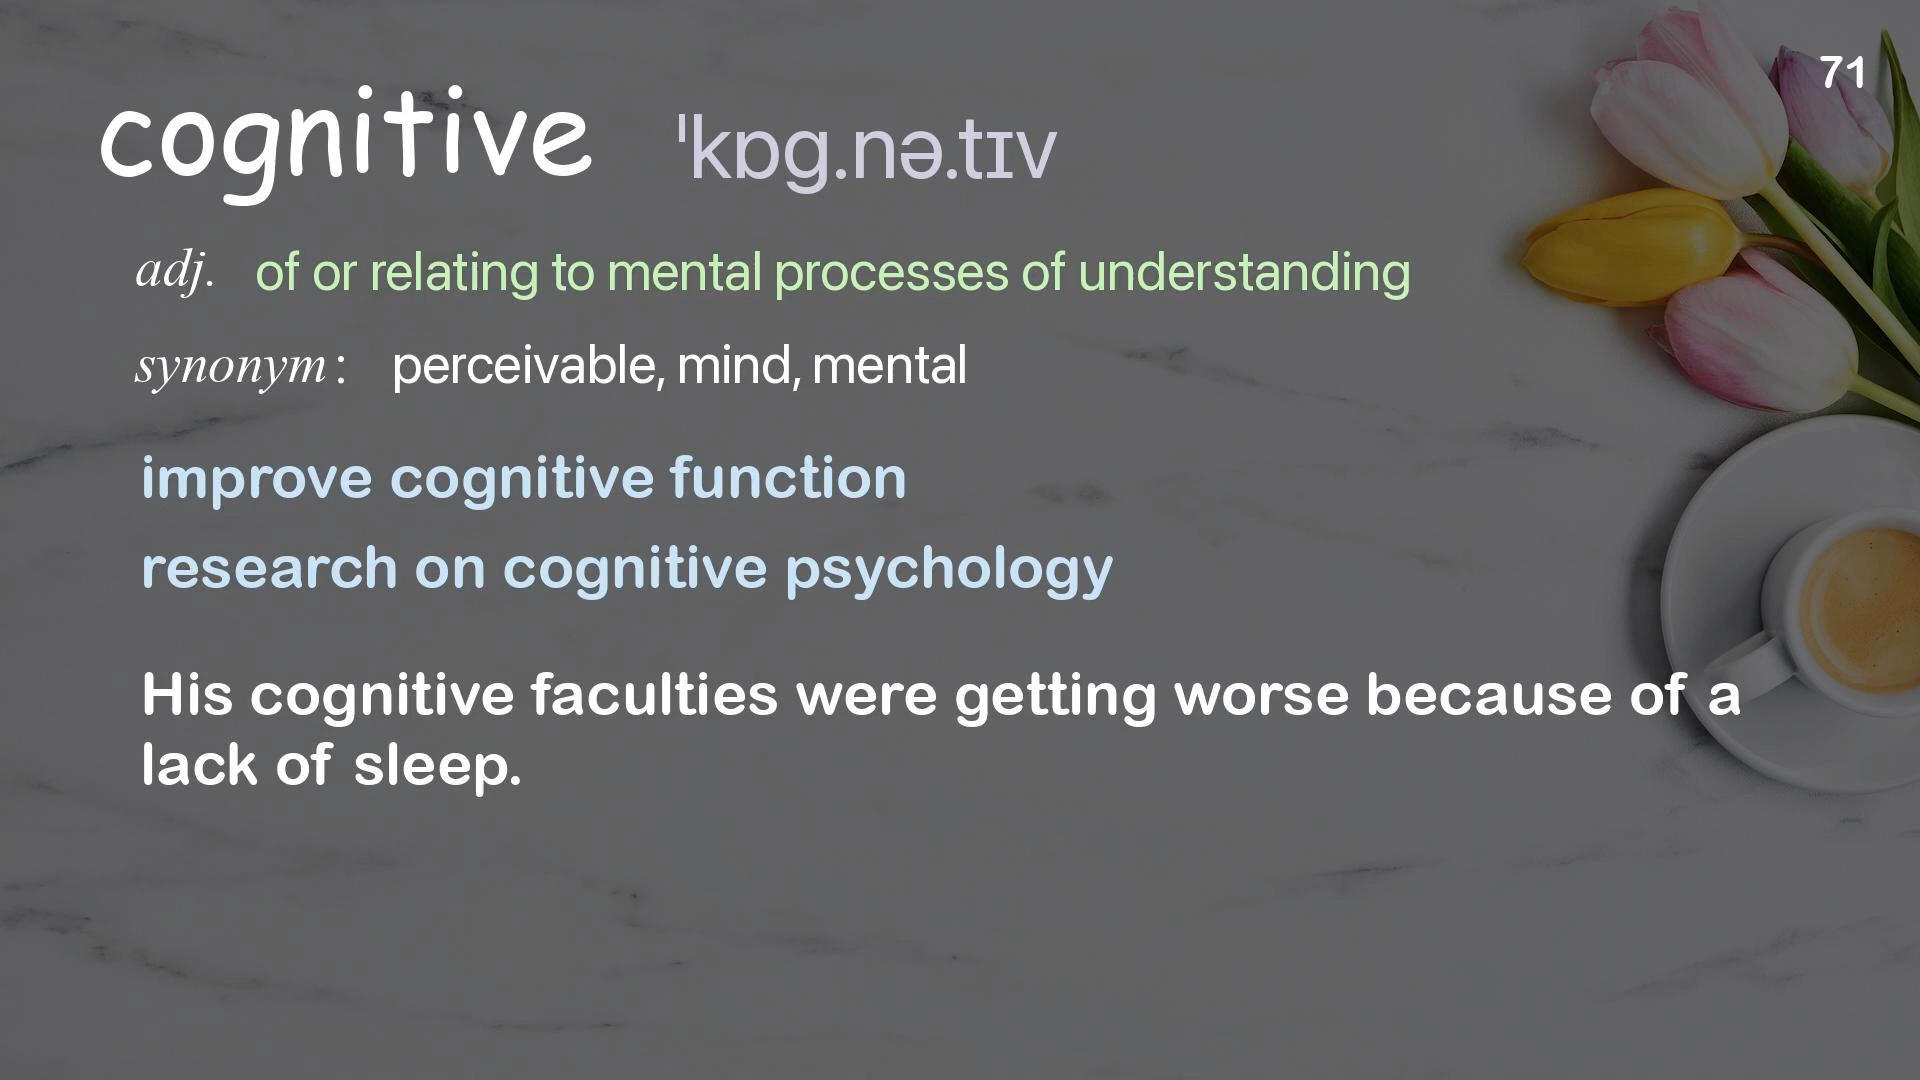 71
cognitive ˈkɒg.nə.tɪv
adj. of or relating to mental processes of understanding
synonym: perceivable, mind, mental
improve cognitive function
research on cognitive psychology
His cognitive faculties were getting worse because of a
lack of sleep.